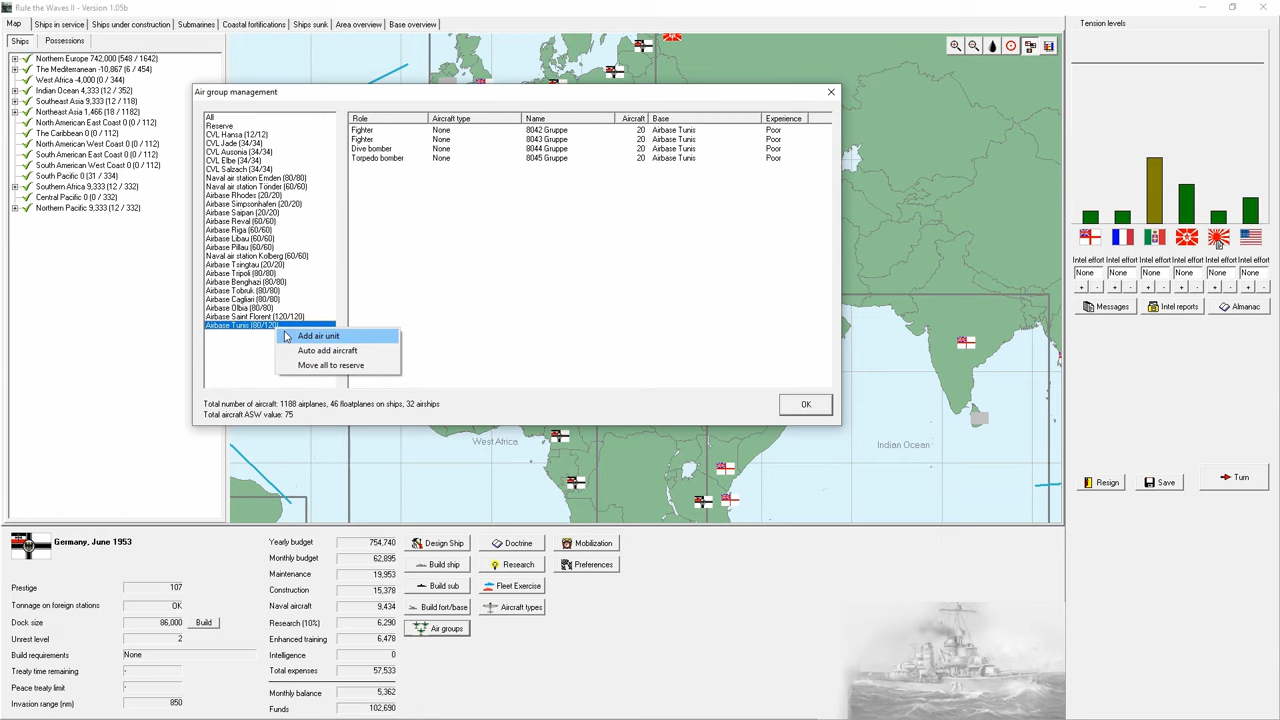 Rule the Waves II - Version 1.05b
Map Ships in service Ships under construction Submarines Coastal fortifications Ships sunk Area overview Base overview
Ships Possessions
Northern Europe 742,000 (548 / 1642)
The Mediterranean -10,867 (6 / 454)
West Africa -4,000 (0 / 344)
Indian Ocean 4,333 (12 / 352)
Southeast Asia 9,333 (12 / 118)
Northeast Asia 1,466 (18 / 1182)
North American East Coast 0 (0 / 112)
The Caribbean 0 (0 / 112)
North American West Coast 0 (0 / 112)
South American East Coast 0 (0 / 112)
South American West Coast 0 (0 / 112)
South Pacific 0 (31 / 334)
Southern Africa 9,333 (12 / 332)
Central Pacific 0 (0 / 332)
Northern Pacific 9,333 (12 / 332)
Air group management
All
Reserve
CVL Hansa (12/12)
CVL Jade (34/34)
CVL Ausonia (34/34)
CVL Elbe (34/34)
CVL Salzach (34/34)
Naval air station Emden (80/80)
Naval air station Tönder (60/60)
Airbase Rhodes (20/20)
Airbase Simpsonhafen (20/20)
Airbase Saipan (20/20)
Airbase Reval (60/60)
Airbase Riga (60/60)
Airbase Libau (60/60)
Airbase Pillau (60/60)
Naval air station Kolberg (60/60)
Airbase Tsingtau (20/20)
Airbase Tripoli (80/80)
Airbase Benghazi (80/80)
Airbase Tobruk (80/80)
Airbase Cagliari (80/80)
Airbase Olbia (80/80)
Airbase Saint Florent (120/120)
Airbase Tunis (80/120)
Role Aircraft type Name Aircraft Base Experience
Fighter None 8042 Gruppe 20 Airbase Tunis Poor
Fighter None 8043 Gruppe 20 Airbase Tunis Poor
Dive bomber None 8044 Gruppe 20 Airbase Tunis Poor
Torpedo bomber None 8045 Gruppe 20 Airbase Tunis Poor
Add air unit
Auto add aircraft
Move all to reserve
Total number of aircraft: 1188 airplanes, 46 floatplanes on ships, 32 airships
Total aircraft ASW value: 75
OK
West Africa
Indian Ocean
Tension levels
Intel effort Intel effort Intel effort Intel effort Intel effort Intel effort
None None None None None None
+ - + - + - + - + - + -
Messages Intel reports Almanac
Resign Save Turn
Germany, June 1953
Prestige 107
Tonnage on foreign stations OK
Dock size 86,000 Build
Unrest level 2
Build requirements None
Treaty time remaining -
Peace treaty limit -
Invasion range (nm) 850
Yearly budget 754,740
Monthly budget 62,895
Maintenance 19,953
Construction 15,378
Naval aircraft 9,434
Research (10%) 6,290
Enhanced training 6,478
Intelligence 0
Total expenses 57,533
Monthly balance 5,362
Funds 102,690
Design Ship Doctrine Mobilization
Build ship Research Preferences
Build sub Fleet Exercise
Build fort/base Aircraft types
Air groups